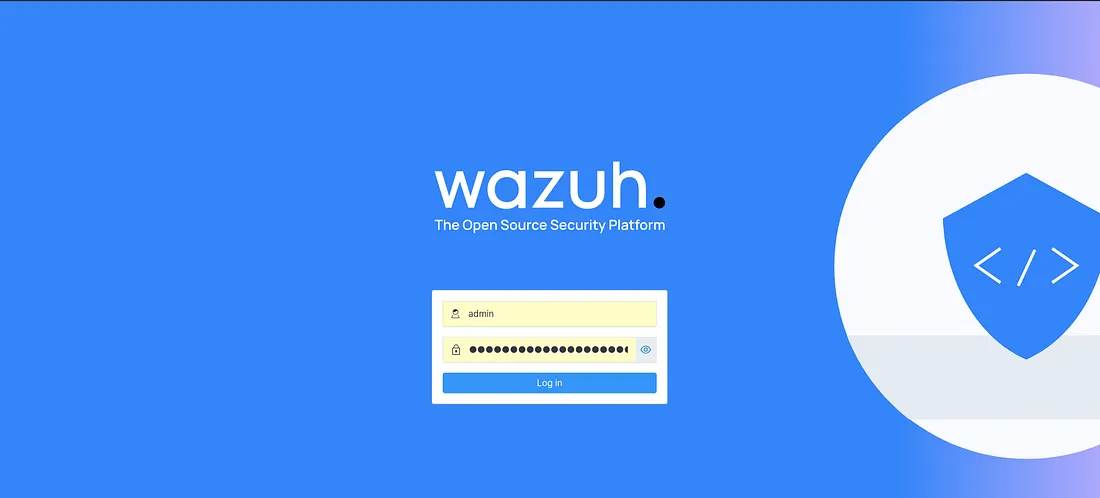 wazuh.
The Open Source Security Platform
admin
●●●●●●●●●●●●●●●●●●●●
Log in
</>